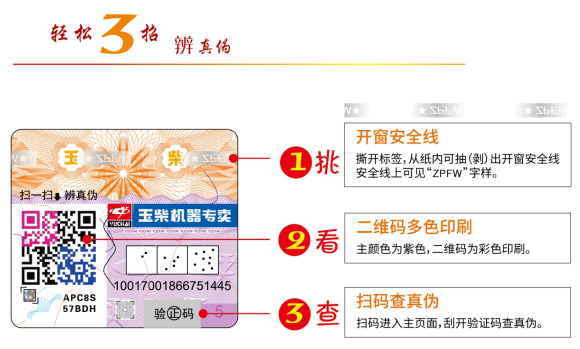 轻松3招 辨真伪
ZPFW
ZPFW
玉 柴
扫一扫 辨真伪
YUCHAI
玉柴机器专卖
10017001866751445
APC8S
57BDH
验证码
5
1 挑
开窗安全线
撕开标签,从纸内可抽(剥)出开窗安全线
安全线上可见“ZPFW”字样。
2 看
二维码多色印刷
主颜色为紫色,二维码为彩色印刷。
3 查
扫码查真伪
扫码进入主页面,刮开验证码查真伪。